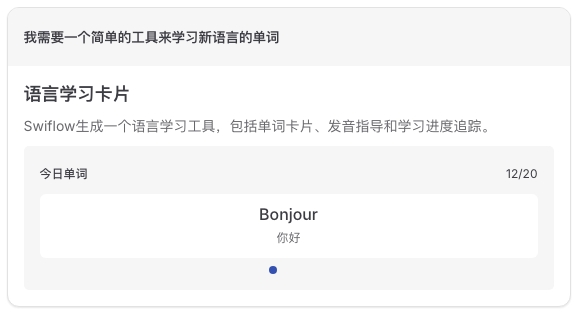 我需要一个简单的工具来学习新语言的单词
语言学习卡片
Swiflow生成一个语言学习工具，包括单词卡片、发音指导和学习进度追踪。
今日单词 12/20
Bonjour
你好